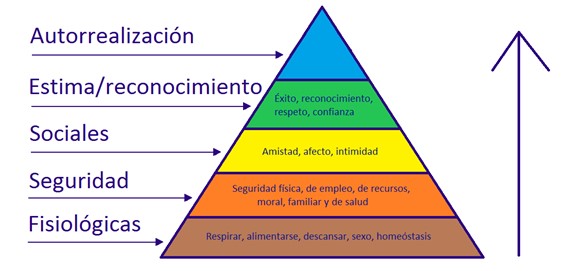 Autorrealización
Estima/reconocimiento
Éxito, reconocimiento,
respeto, confianza
Sociales
Amistad, afecto, intimidad
Seguridad
Seguridad física, de empleo, de recursos,
moral, familiar y de salud
Fisiológicas
Respirar, alimentarse, descansar, sexo, homeóstasis